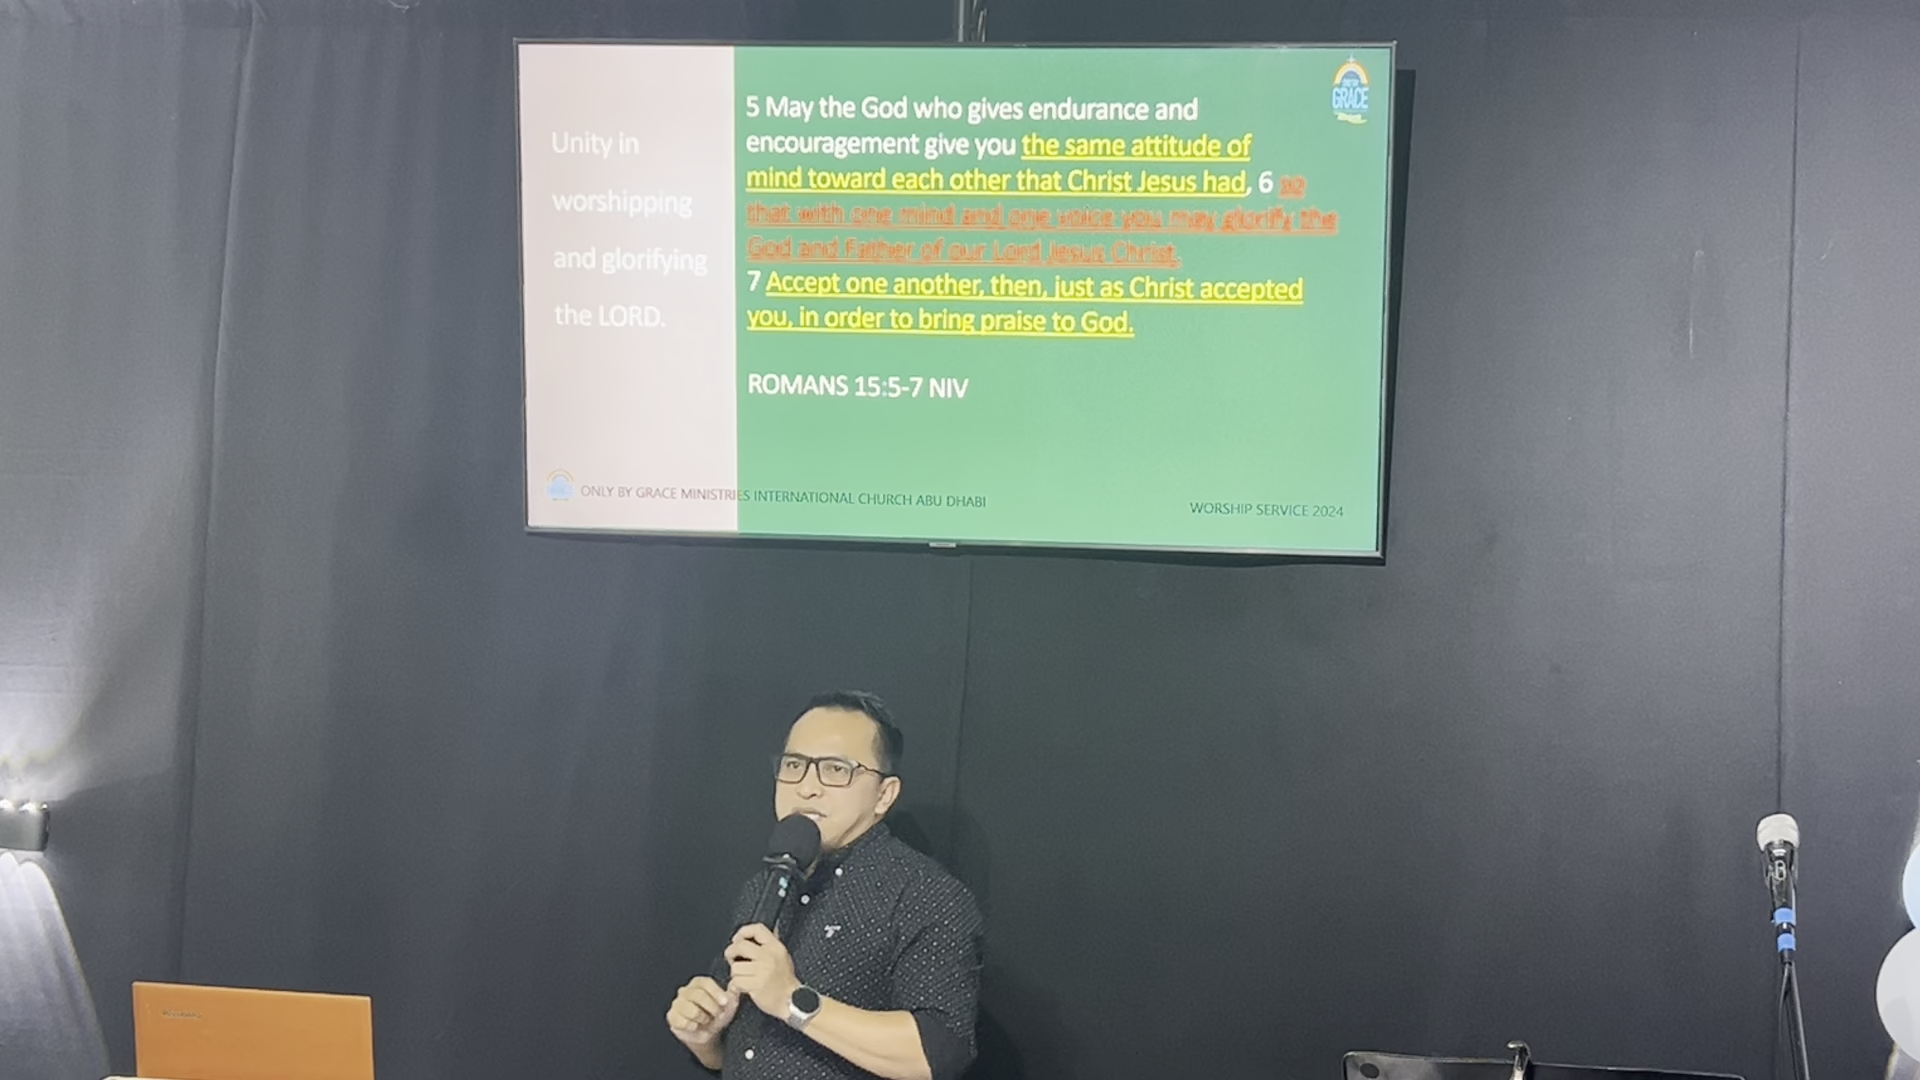 Unity in
worshipping
and glorifying
the LORD.
5 May the God who gives endurance and
encouragement give you the same attitude of
mind toward each other that Christ Jesus had, 6 so
that with one mind and one voice you may glorify the
God and Father of our Lord Jesus Christ.
7 Accept one another, then, just as Christ accepted
you, in order to bring praise to God.
ROMANS 15:5-7 NIV
GRACE
ONLY BY GRACE MINISTRIES INTERNATIONAL CHURCH ABU DHABI
WORSHIP SERVICE 2024